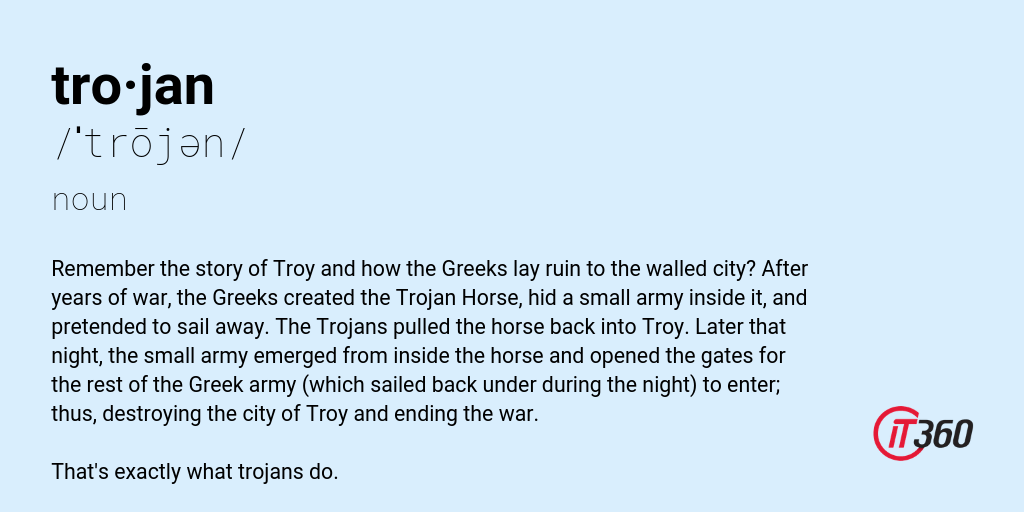 tro·jan
/ˈtrōjən/
noun
Remember the story of Troy and how the Greeks lay ruin to the walled city? After
years of war, the Greeks created the Trojan Horse, hid a small army inside it, and
pretended to sail away. The Trojans pulled the horse back into Troy. Later that
night, the small army emerged from inside the horse and opened the gates for
the rest of the Greek army (which sailed back under during the night) to enter;
thus, destroying the city of Troy and ending the war.
That's exactly what trojans do.
iT360